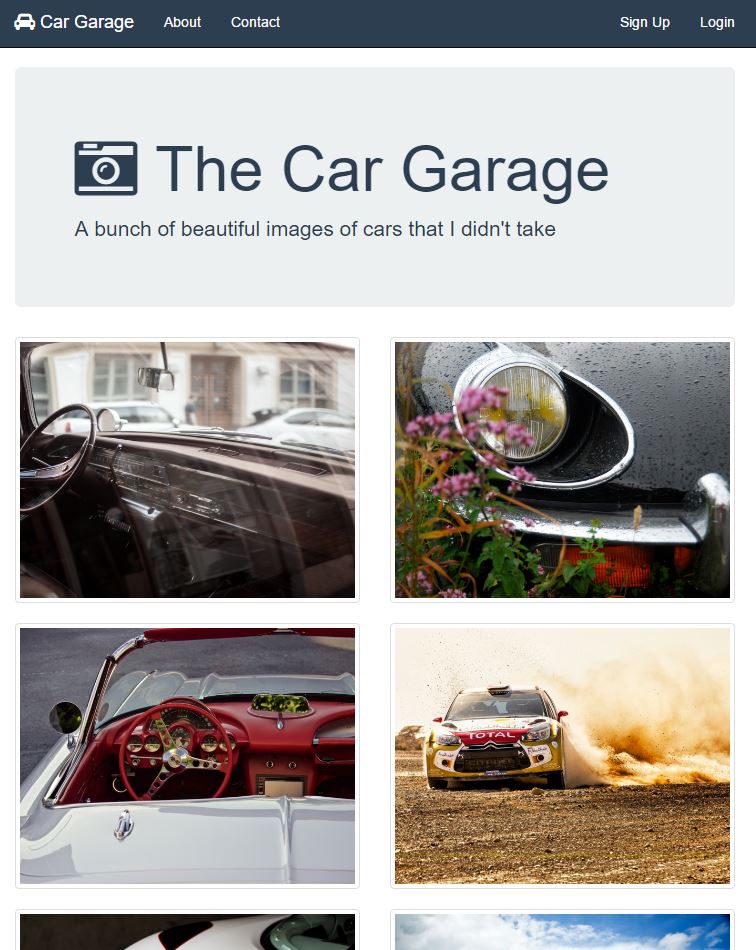 Car Garage About Contact Sign Up Login
The Car Garage
A bunch of beautiful images of cars that I didn't take
TOTAL